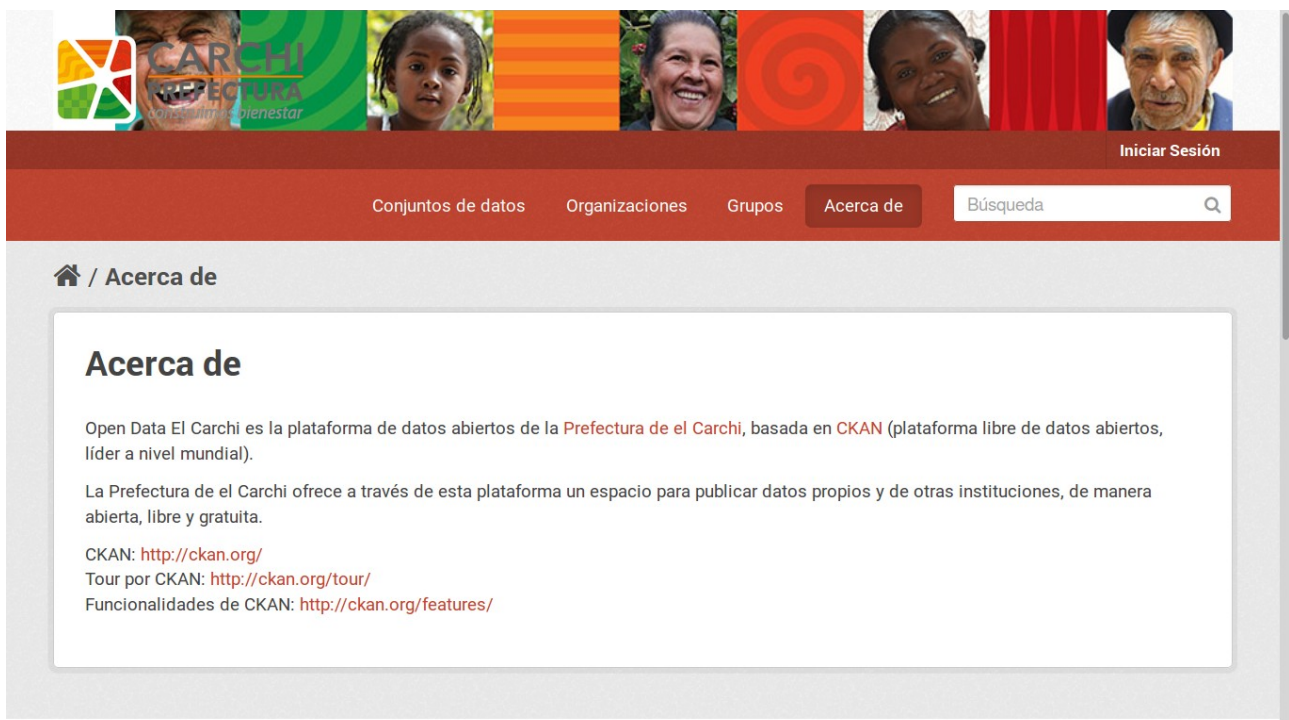 CARCHI
PREFECTURA
construimos bienestar
Iniciar Sesión
Conjuntos de datos Organizaciones Grupos Acerca de Búsqueda
/ Acerca de
Acerca de
Open Data El Carchi es la plataforma de datos abiertos de la Prefectura de el Carchi, basada en CKAN (plataforma libre de datos abiertos,
líder a nivel mundial).
La Prefectura de el Carchi ofrece a través de esta plataforma un espacio para publicar datos propios y de otras instituciones, de manera
abierta, libre y gratuita.
CKAN: http://ckan.org/
Tour por CKAN: http://ckan.org/tour/
Funcionalidades de CKAN: http://ckan.org/features/